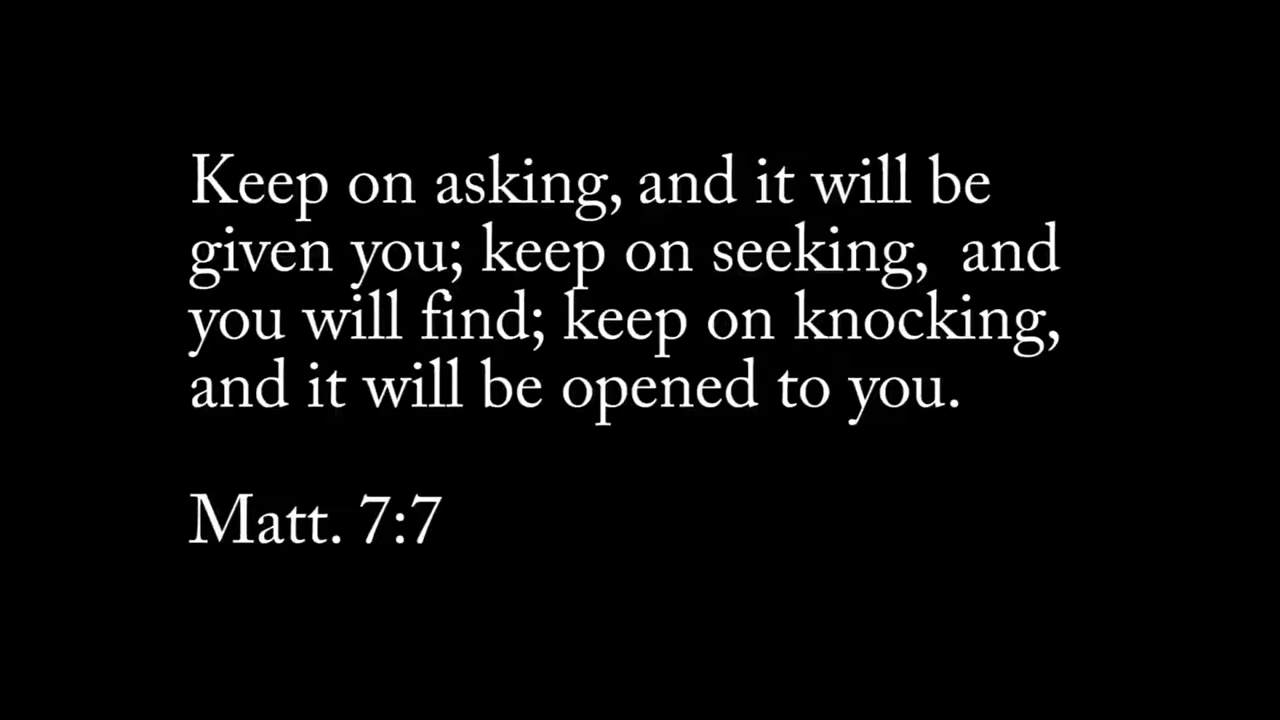 Keep on asking, and it will be
given you; keep on seeking,  and
you will find; keep on knocking,
and it will be opened to you.
Matt. 7:7